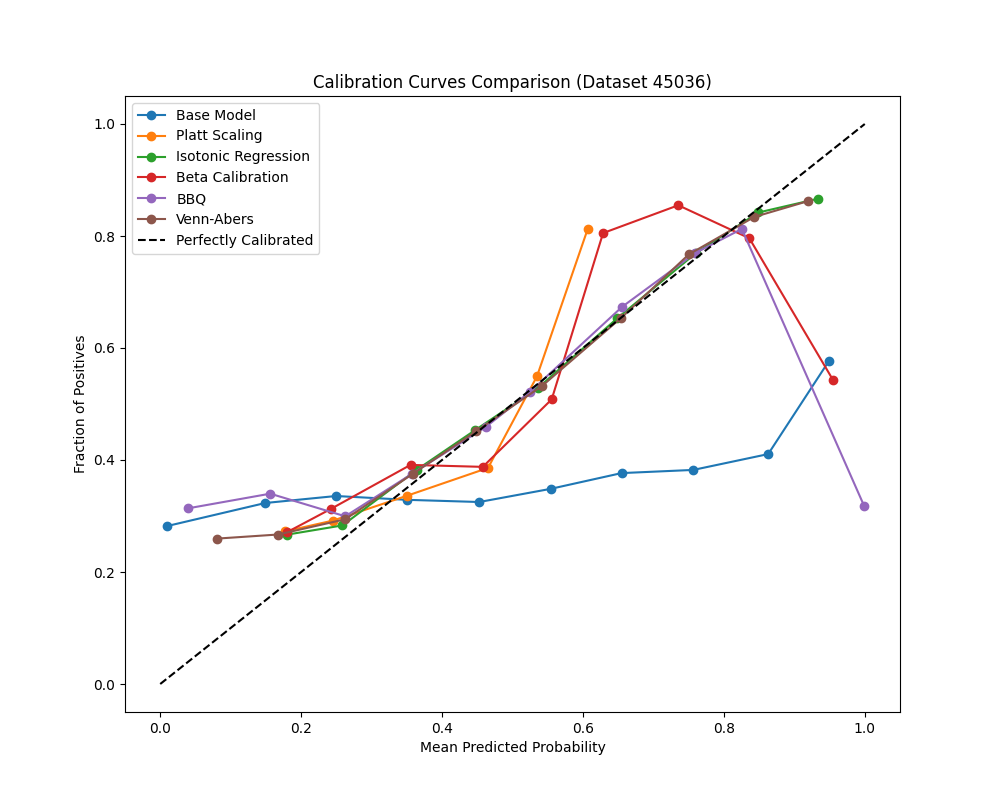 Calibration Curves Comparison (Dataset 45036)
Base Model
Platt Scaling
Isotonic Regression
Beta Calibration
BBQ
Venn-Abers
Perfectly Calibrated
Fraction of Positives
1.0
0.8
0.6
0.4
0.2
0.0
0.0 0.2 0.4 0.6 0.8 1.0
Mean Predicted Probability